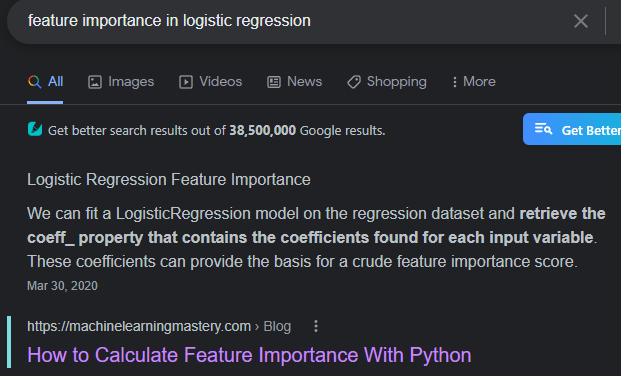 feature importance in logistic regression
All Images Videos News Shopping More
Get better search results out of 38,500,000 Google results.
Get Better
Logistic Regression Feature Importance
We can fit a LogisticRegression model on the regression dataset and retrieve the
coeff_ property that contains the coefficients found for each input variable.
These coefficients can provide the basis for a crude feature importance score.
Mar 30, 2020
https://machinelearningmastery.com › Blog
How to Calculate Feature Importance With Python